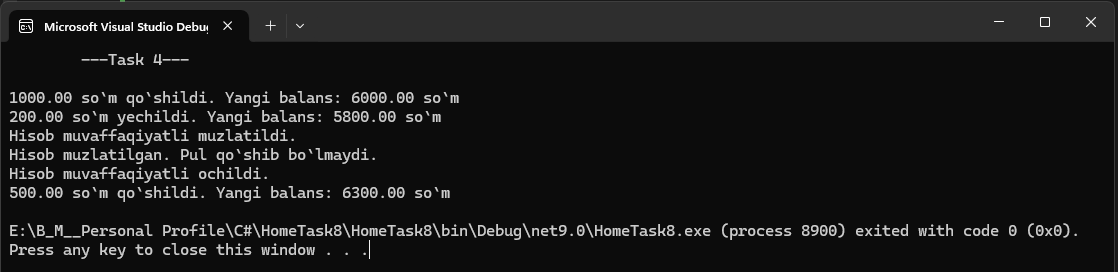 Microsoft Visual Studio Debug
---Task 4---
1000.00 so‘m qo‘shildi. Yangi balans: 6000.00 so‘m
200.00 so‘m yechildi. Yangi balans: 5800.00 so‘m
Hisob muvaffaqiyatli muzlatildi.
Hisob muzlatilgan. Pul qo‘shib bo‘lmaydi.
Hisob muvaffaqiyatli ochildi.
500.00 so‘m qo‘shildi. Yangi balans: 6300.00 so‘m
E:\B_M__Personal Profile\C#\HomeTask8\HomeTask8\bin\Debug\net9.0\HomeTask8.exe (process 8900) exited with code 0 (0x0).
Press any key to close this window . . .